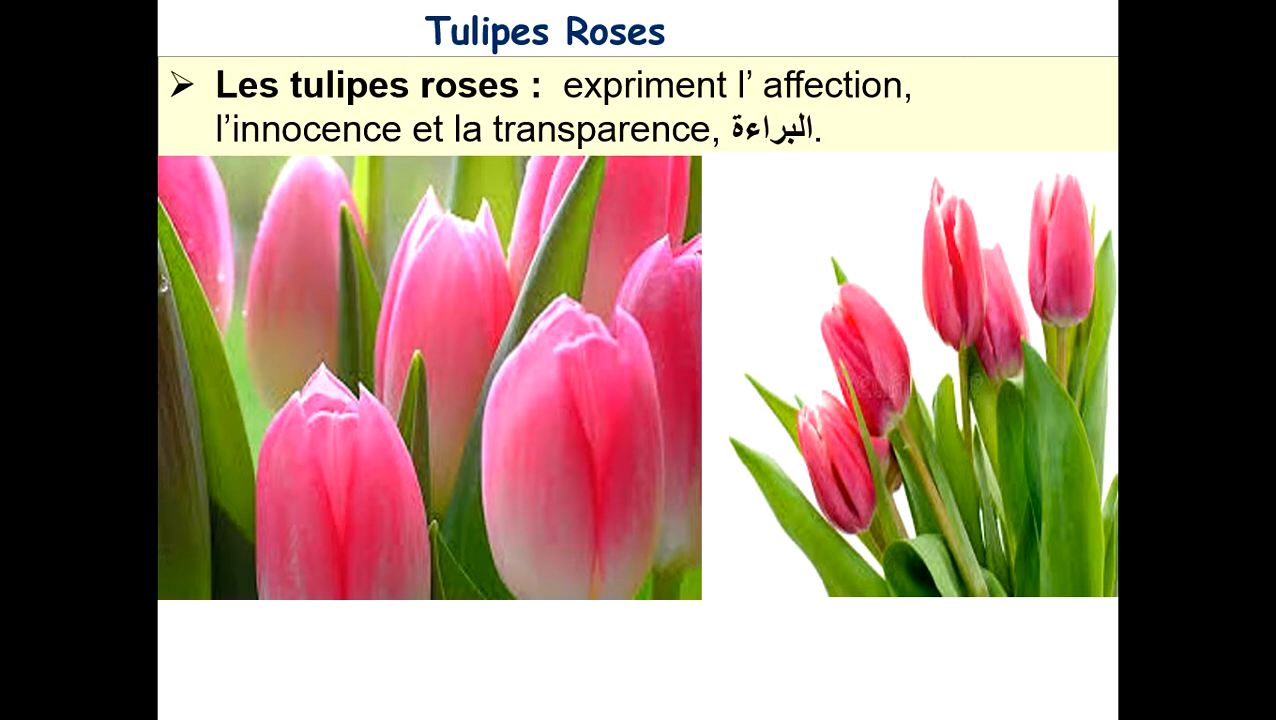 Tulipes Roses
➢ Les tulipes roses : expriment l’ affection,
l’innocence et la transparence, البراءة.